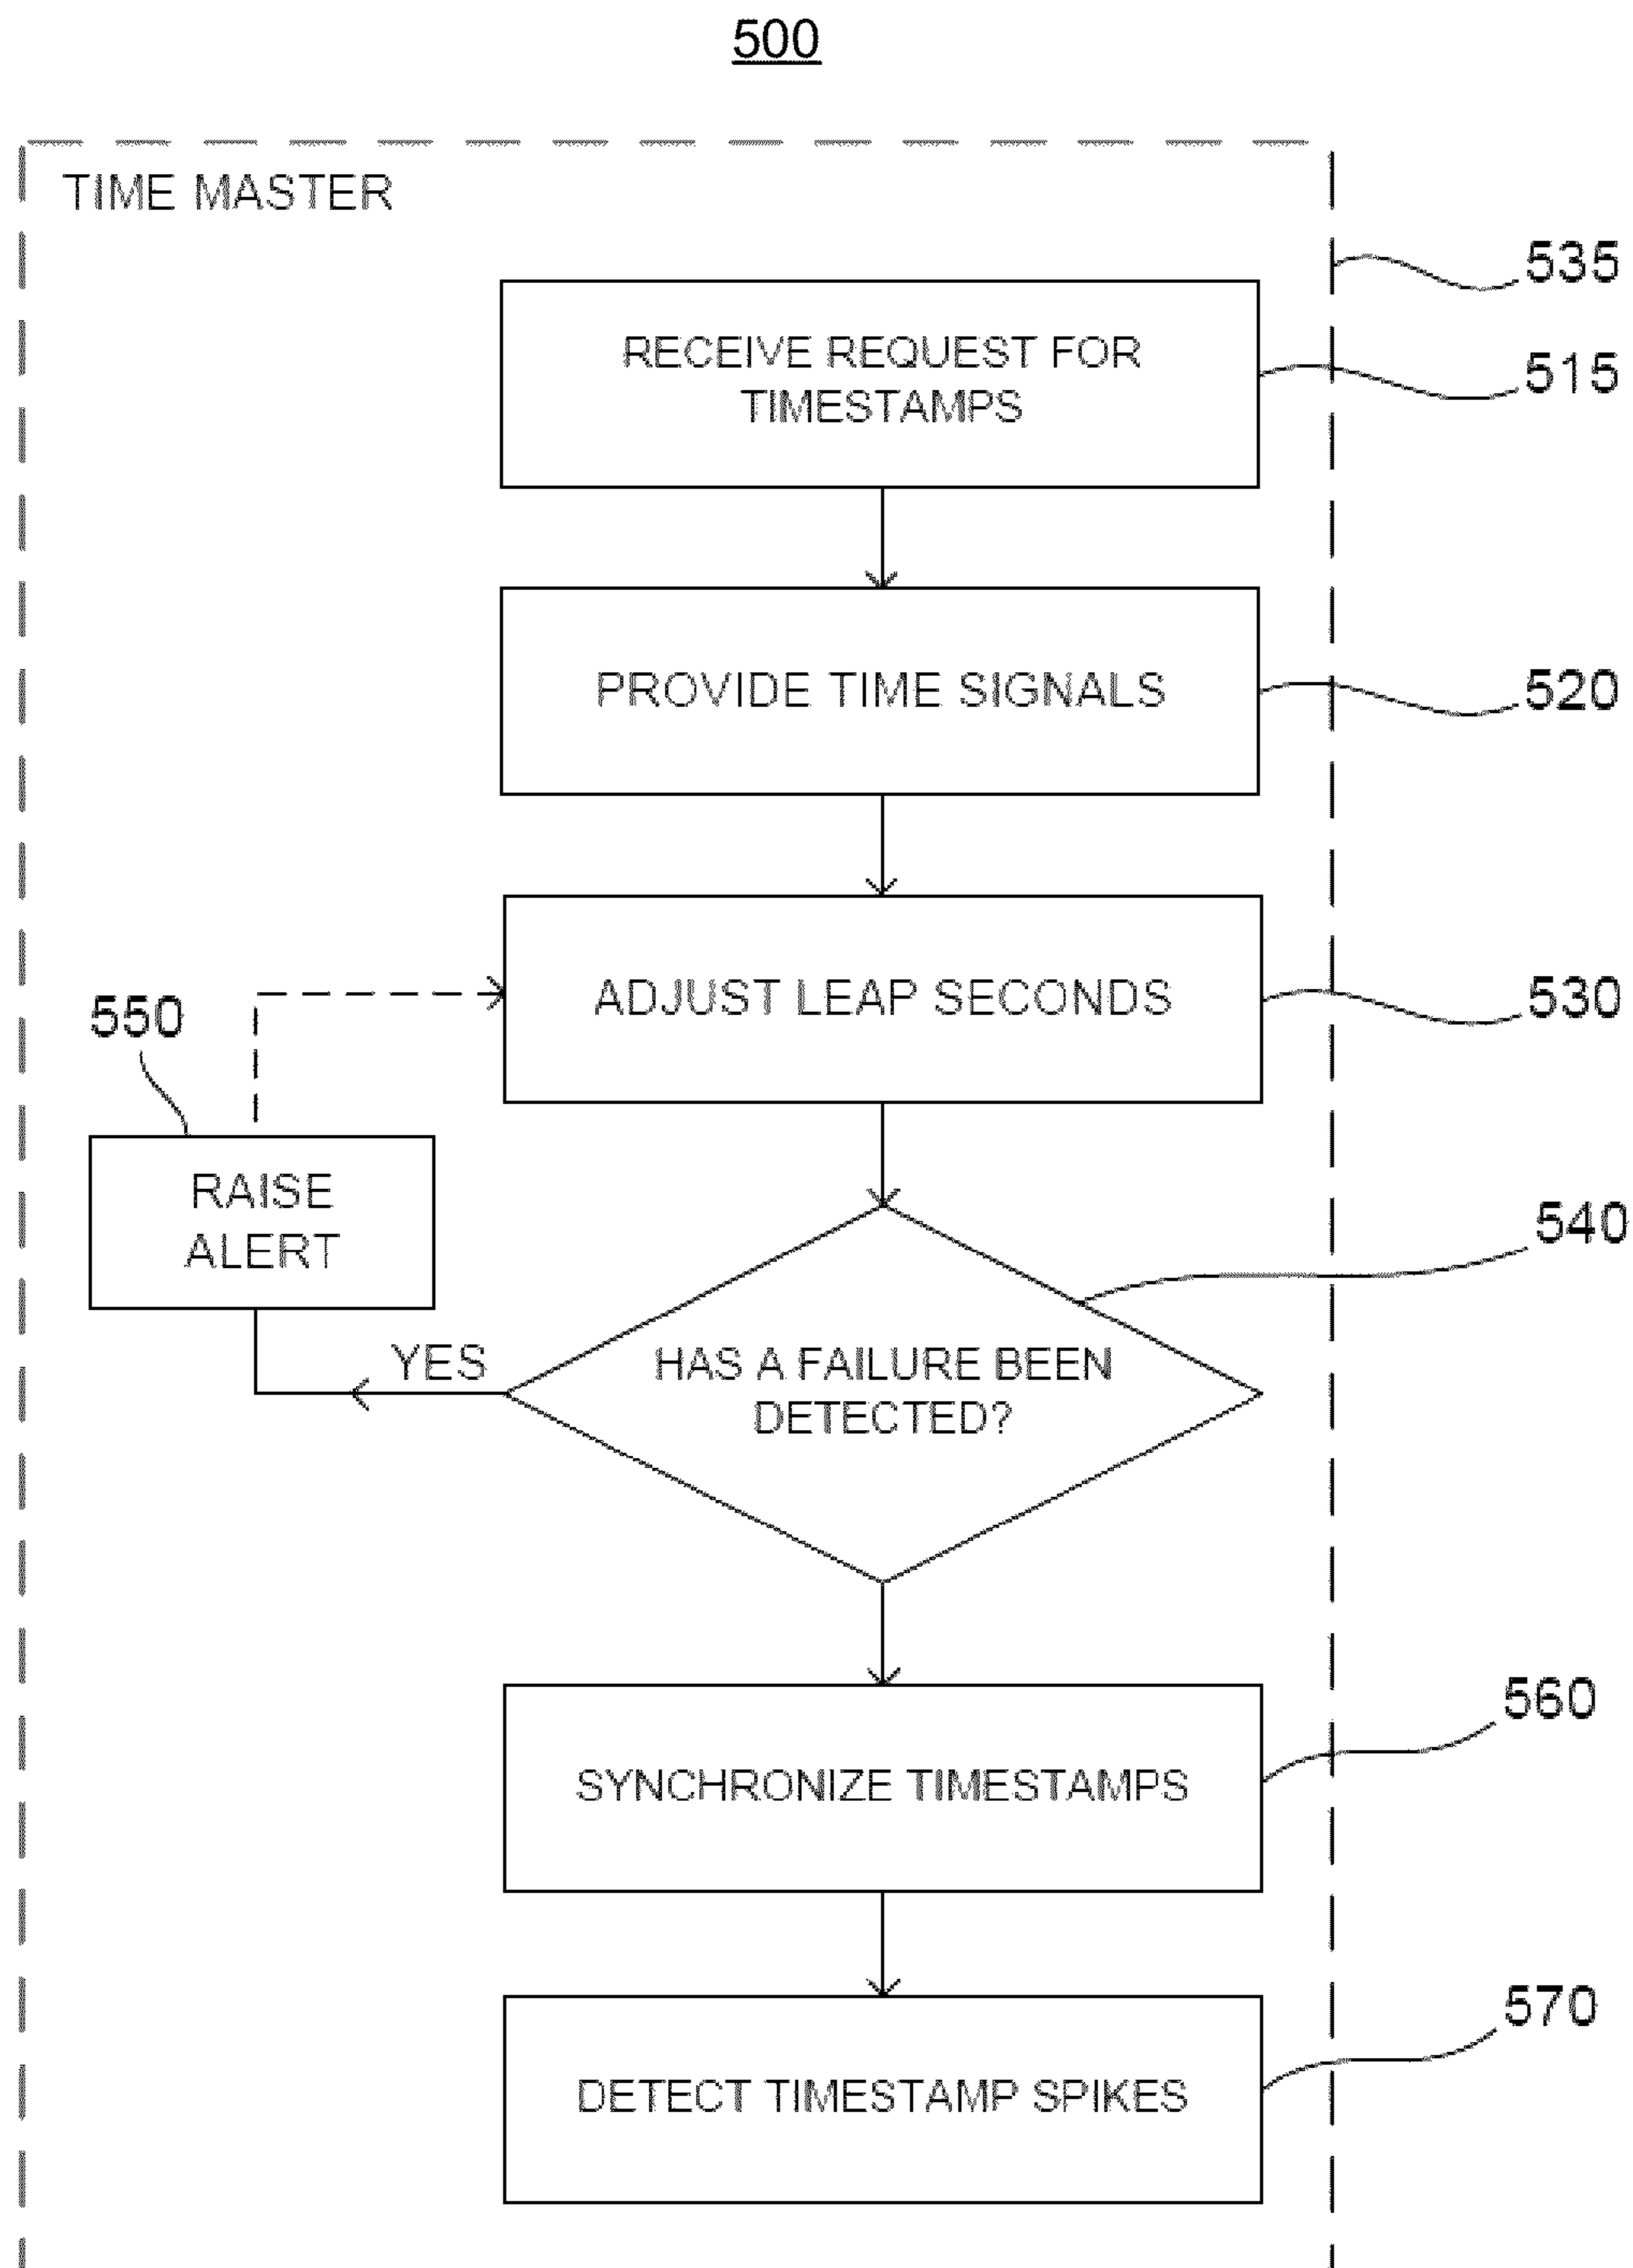 500
TIME MASTER
535
RECEIVE REQUEST FOR
TIMESTAMPS
515
PROVIDE TIME SIGNALS
520
ADJUST LEAP SECONDS
530
550
RAISE
ALERT
540
YES
HAS A FAILURE BEEN
DETECTED?
560
SYNCHRONIZE TIMESTAMPS
570
DETECT TIMESTAMP SPIKES